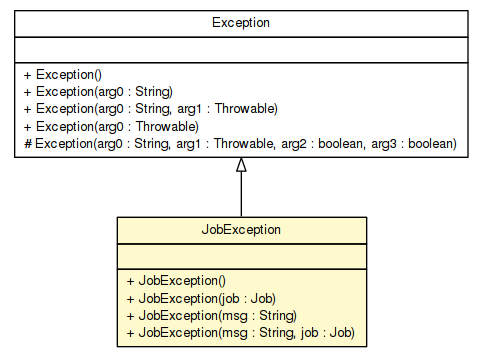 Exception
+ Exception()
+ Exception(arg0 : String)
+ Exception(arg0 : String, arg1 : Throwable)
+ Exception(arg0 : Throwable)
# Exception(arg0 : String, arg1 : Throwable, arg2 : boolean, arg3 : boolean)
JobException
+ JobException()
+ JobException(job : Job)
+ JobException(msg : String)
+ JobException(msg : String, job : Job)